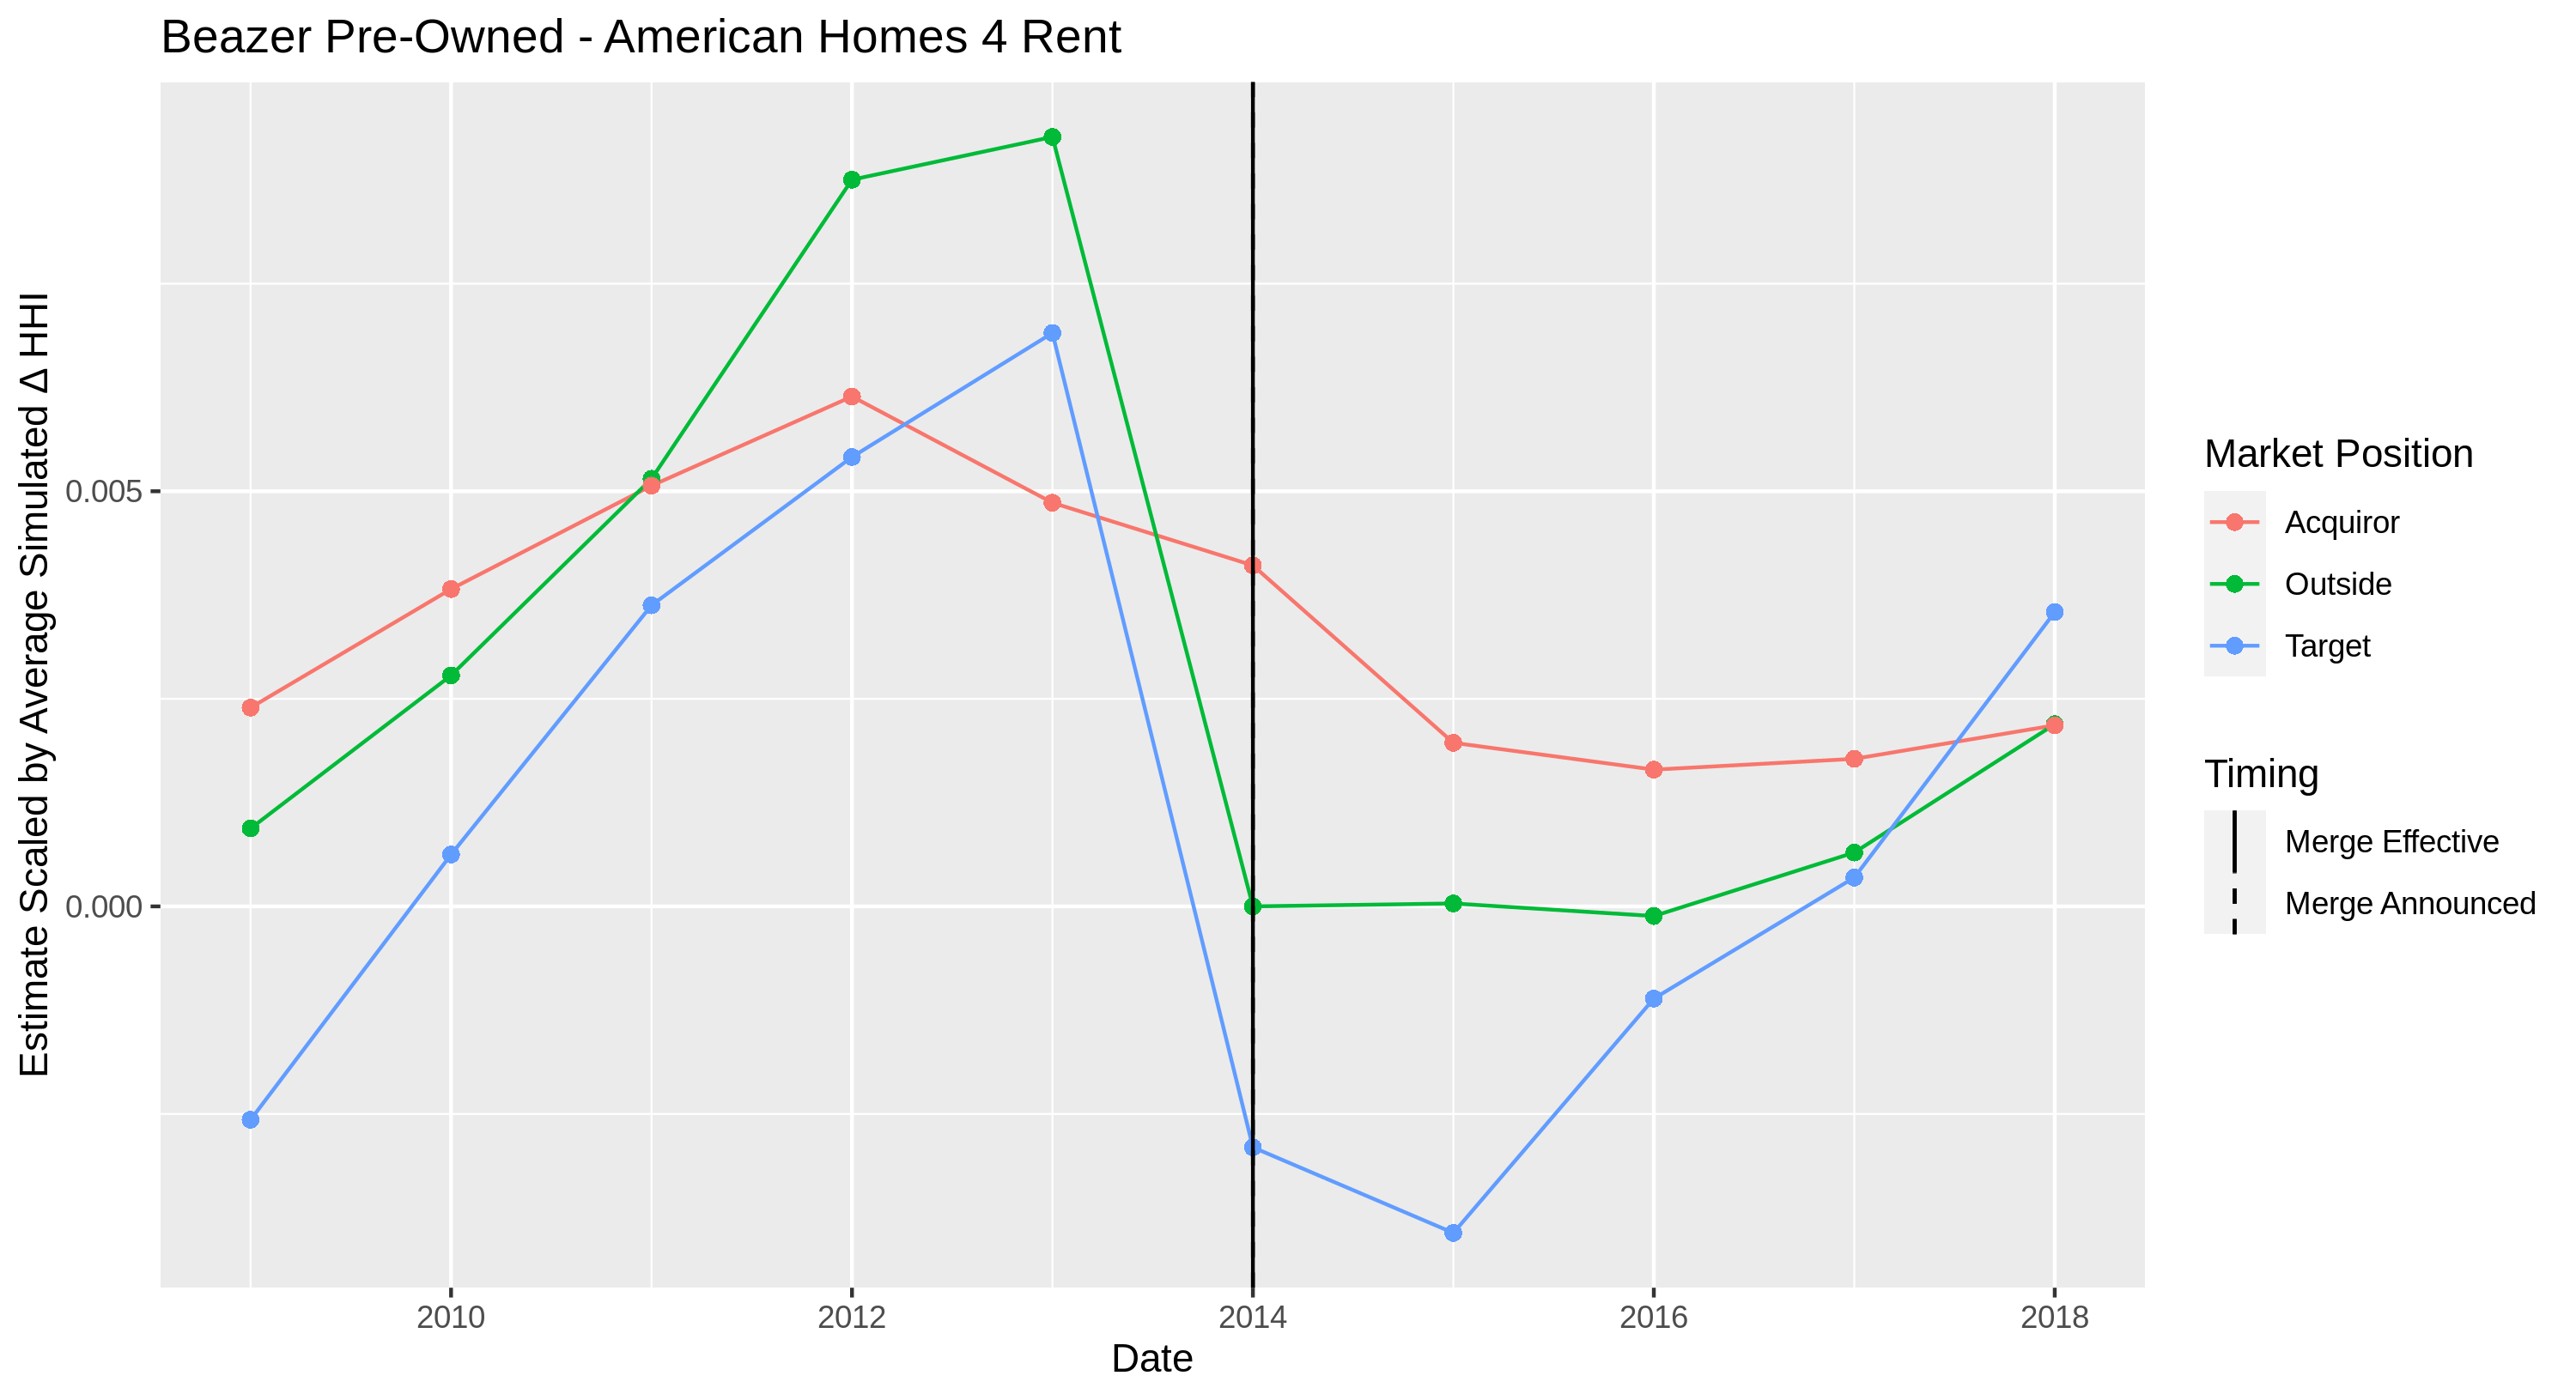 Beazer Pre-Owned - American Homes 4 Rent
Estimate Scaled by Average Simulated Δ HHI
0.005
0.000
2010
2012
2014
2016
2018
Date
Market Position
Acquiror
Outside
Target
Timing
Merge Effective
Merge Announced